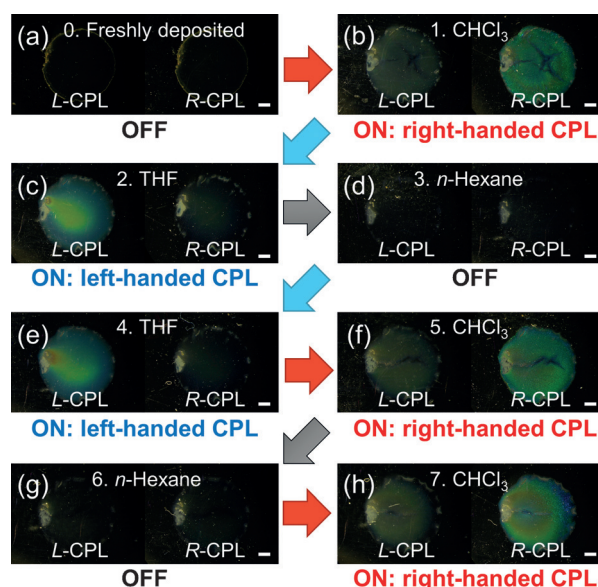 (a) 0. Freshly deposited
L-CPL R-CPL
OFF
(b) 1. CHCl₃
L-CPL R-CPL
ON: right-handed CPL
(c) 2. THF
L-CPL R-CPL
ON: left-handed CPL
(d) 3. n-Hexane
L-CPL R-CPL
OFF
(e) 4. THF
L-CPL R-CPL
ON: left-handed CPL
(f) 5. CHCl₃
L-CPL R-CPL
ON: right-handed CPL
(g) 6. n-Hexane
L-CPL R-CPL
OFF
(h) 7. CHCl₃
L-CPL R-CPL
ON: right-handed CPL